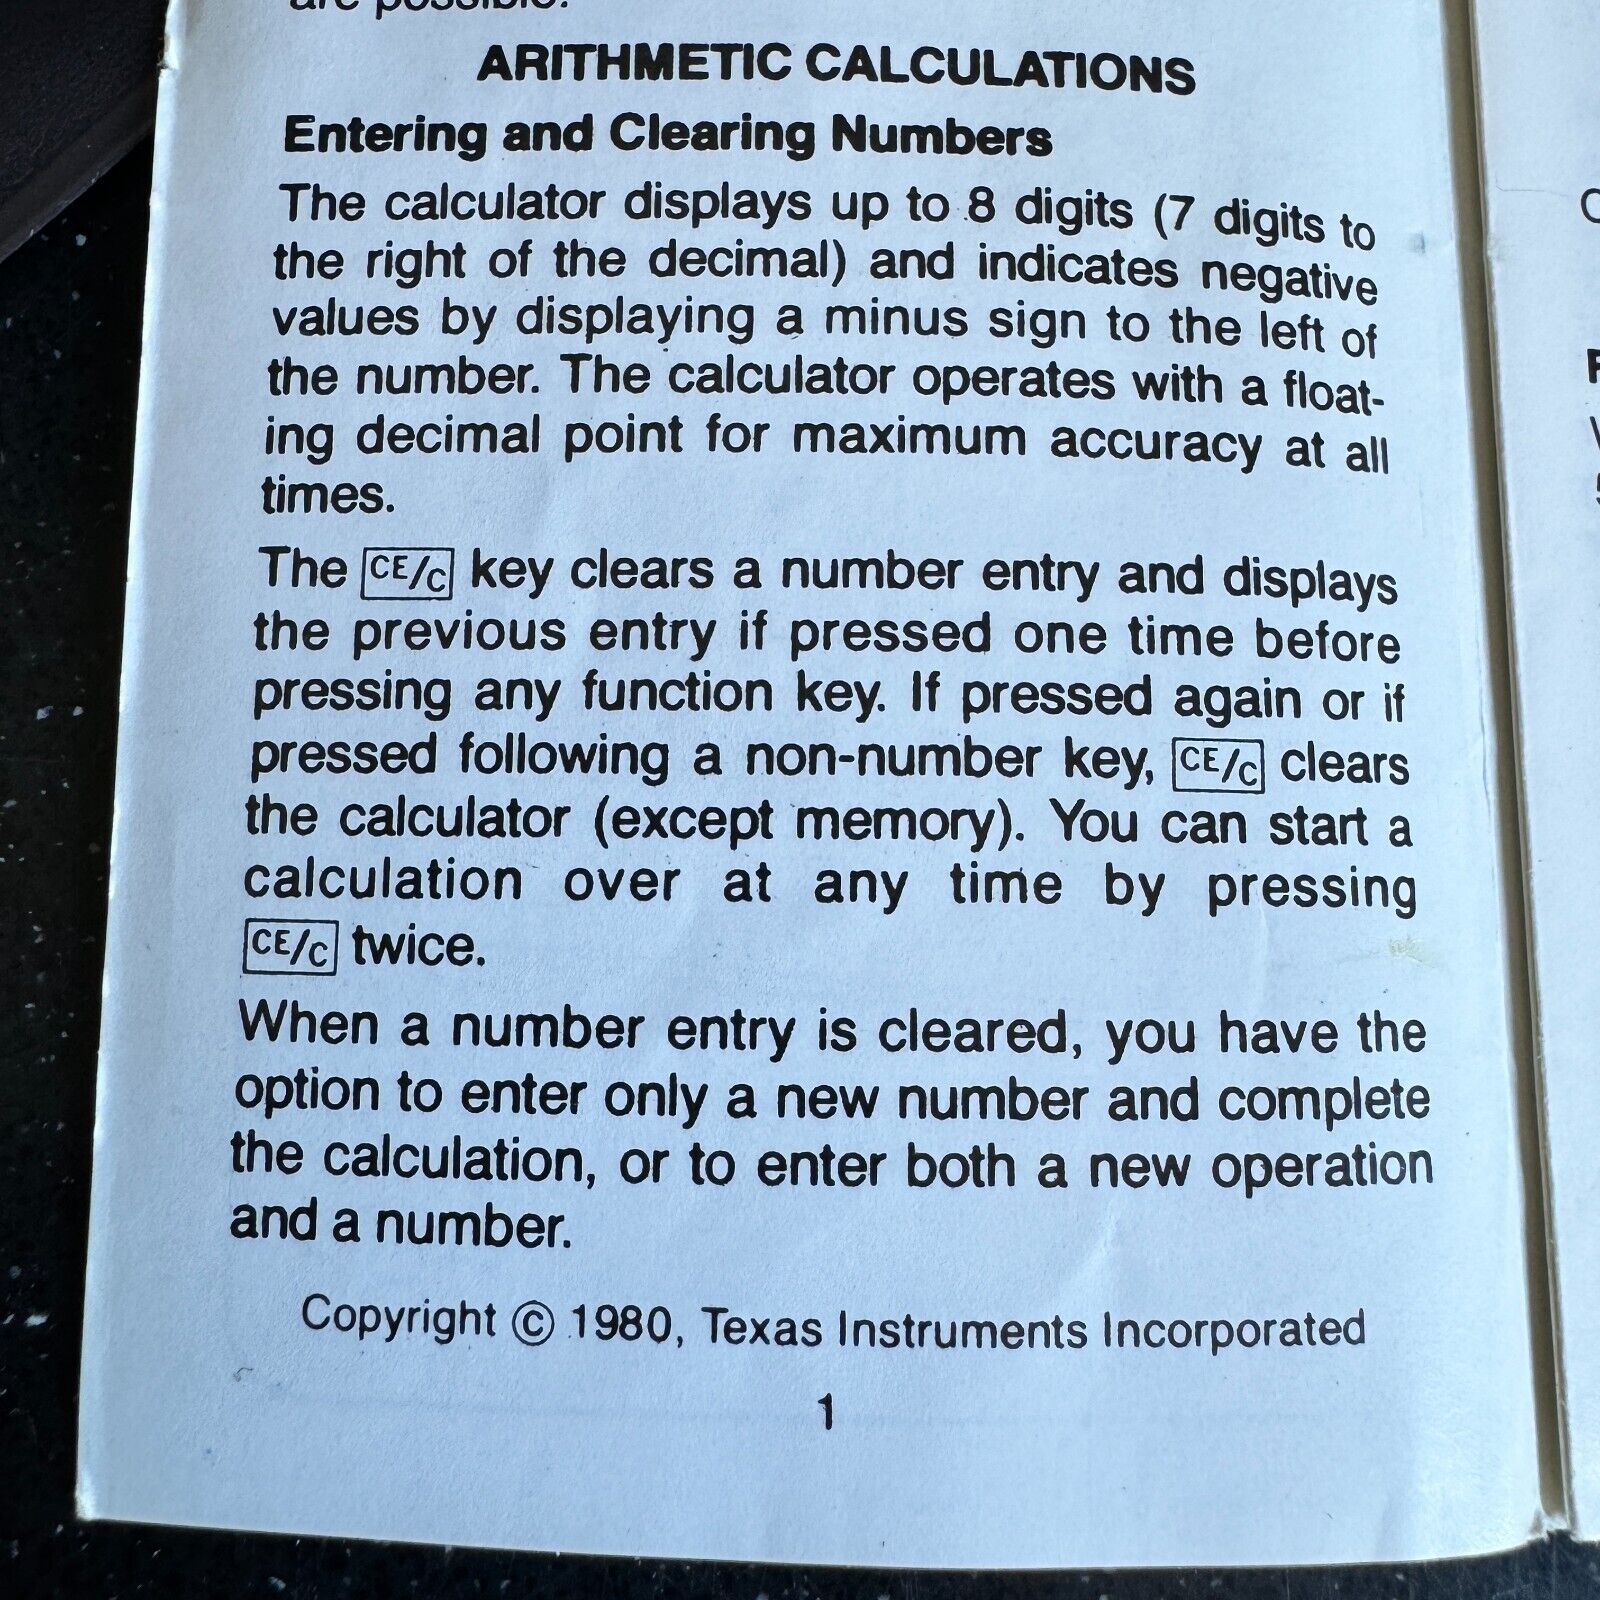 are possible.
ARITHMETIC CALCULATIONS
Entering and Clearing Numbers
The calculator displays up to 8 digits (7 digits to
the right of the decimal) and indicates negative
values by displaying a minus sign to the left of
the number. The calculator operates with a float-
ing decimal point for maximum accuracy at all
times.
The CE/C key clears a number entry and displays
the previous entry if pressed one time before
pressing any function key. If pressed again or if
pressed following a non-number key, CE/C clears
the calculator (except memory). You can start a
calculation over at any time by pressing
CE/C twice.
When a number entry is cleared, you have the
option to enter only a new number and complete
the calculation, or to enter both a new operation
and a number.
Copyright © 1980, Texas Instruments Incorporated
1